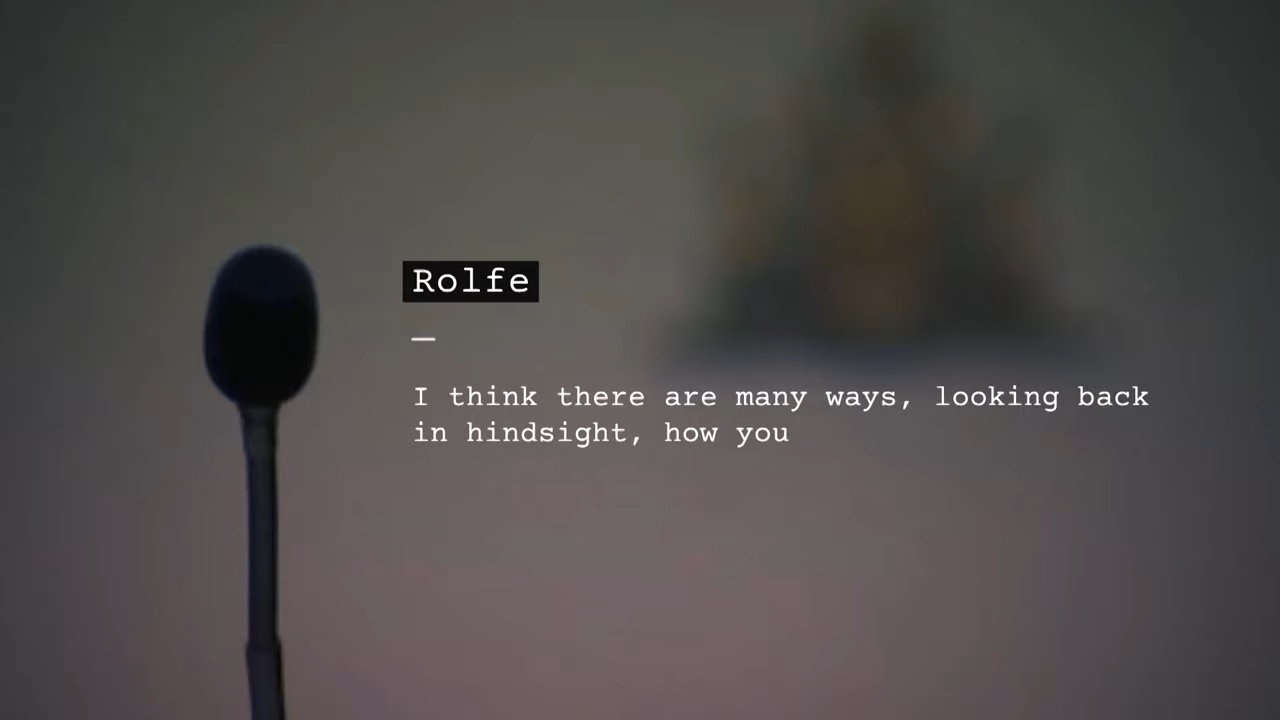 Rolfe
—
I think there are many ways, looking back
in hindsight, how you